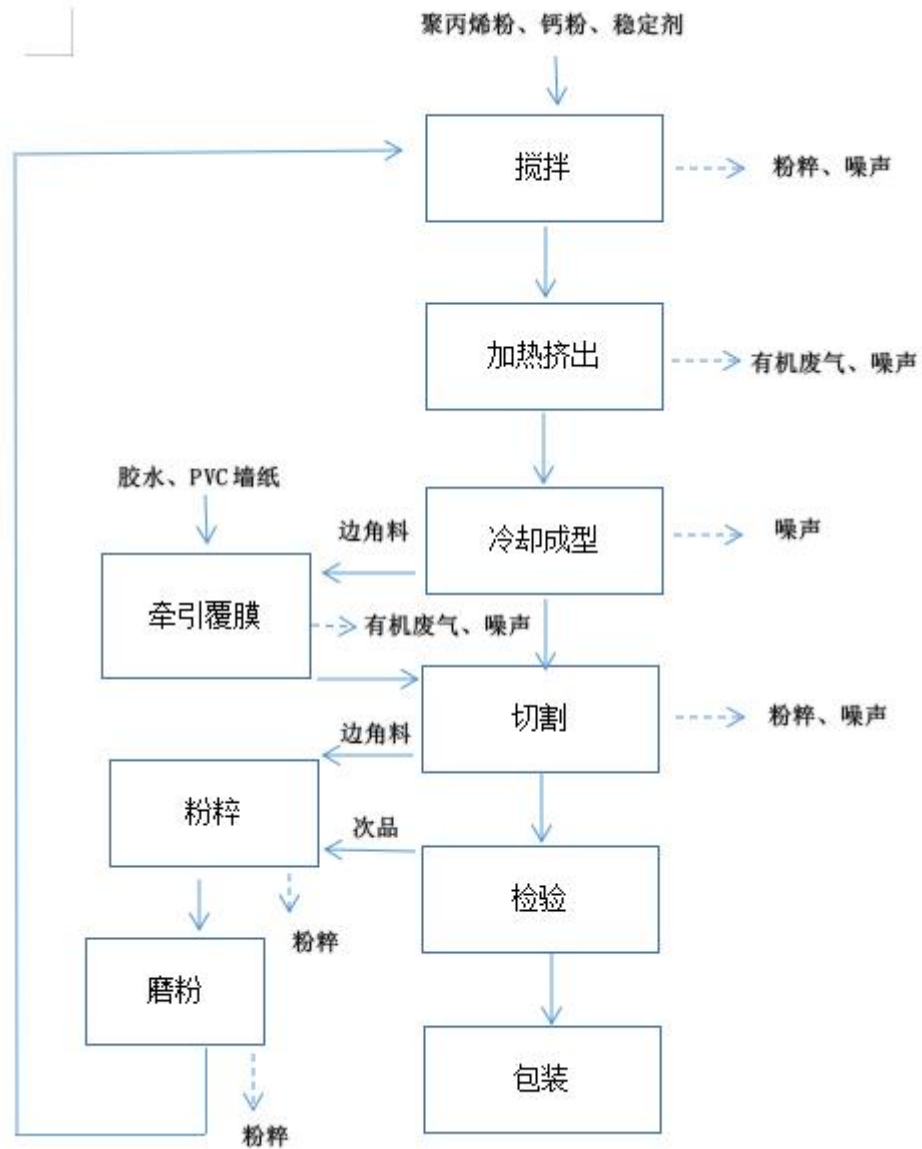 聚丙烯粉、钙粉、稳定剂
搅拌
粉粹、噪声
加热挤出
有机废气、噪声
胶水、PVC墙纸
边角料
冷却成型
噪声
牵引覆膜
有机废气、噪声
切割
粉粹、噪声
边角料
粉粹
次品
检验
粉粹
磨粉
包装
粉粹